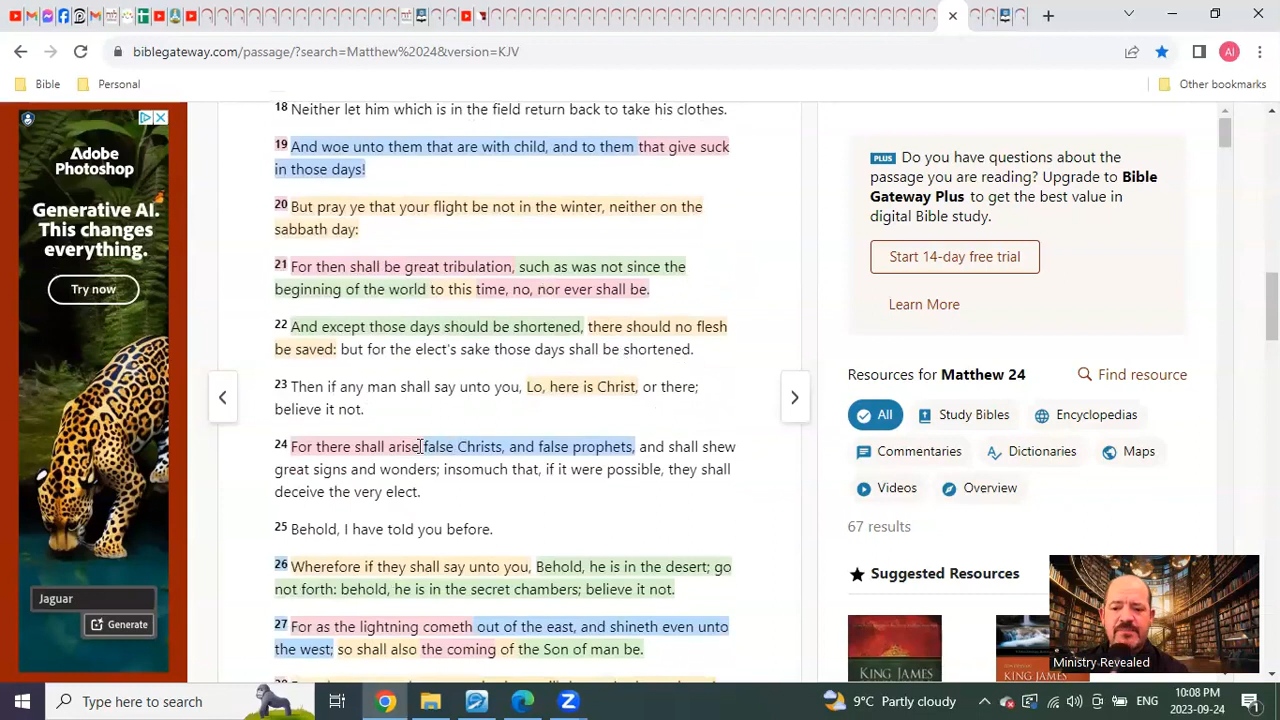 biblegateway.com/passage/?search=Matthew%2024&version=KJV
AI
Bible
Personal
Other bookmarks
Adobe
Photoshop
Generative AI.
This changes
everything.
Try now
Jaguar
Generate
18 Neither let him which is in the field return back to take his clothes.
19 And woe unto them that are with child, and to them that give suck
in those days!
20 But pray ye that your flight be not in the winter, neither on the
sabbath day:
21 For then shall be great tribulation, such as was not since the
beginning of the world to this time, no, nor ever shall be.
22 And except those days should be shortened, there should no flesh
be saved: but for the elect's sake those days shall be shortened.
23 Then if any man shall say unto you, Lo, here is Christ, or there;
believe it not.
24 For there shall arise false Christs, and false prophets, and shall shew
great signs and wonders; insomuch that, if it were possible, they shall
deceive the very elect.
25 Behold, I have told you before.
26 Wherefore if they shall say unto you, Behold, he is in the desert; go
not forth: behold, he is in the secret chambers; believe it not.
27 For as the lightning cometh out of the east, and shineth even unto
the west; so shall also the coming of the Son of man be.
PLUS Do you have questions about the
passage you are reading? Upgrade to Bible
Gateway Plus to get the best value in
digital Bible study.
Start 14-day free trial
Learn More
Resources for Matthew 24
Find resource
All
Study Bibles
Encyclopedias
Commentaries
Dictionaries
Maps
Videos
Overview
67 results
Suggested Resources
KING JAMES
KING JAMES
Ministry Revealed
Type here to search
9°C Partly cloudy
ENG
10:08 PM
2023-09-24
1